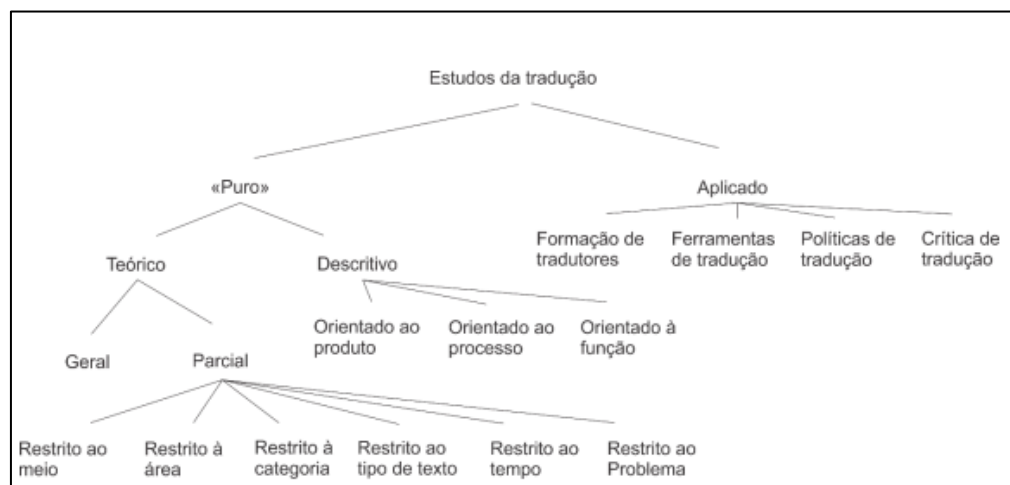 Estudos da tradução
«Puro»
Aplicado
Formação de
tradutores
Ferramentas
de tradução
Políticas de
tradução
Crítica de
tradução
Teórico
Descritivo
Orientado ao
produto
Orientado ao
processo
Orientado à
função
Geral
Parcial
Restrito ao
meio
Restrito à
área
Restrito à
categoria
Restrito ao
tipo de texto
Restrito ao
tempo
Restrito ao
Problema